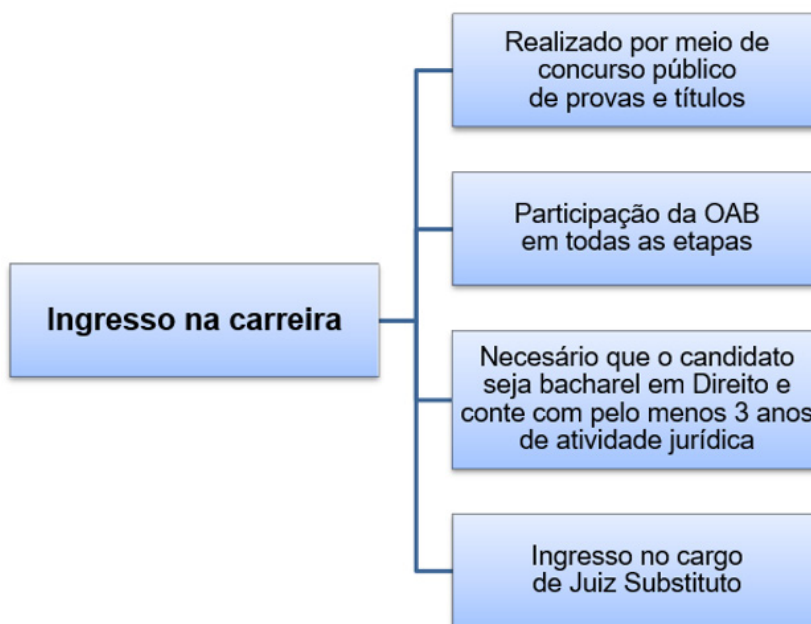 Realizado por meio de
concurso público
de provas e títulos
Participação da OAB
em todas as etapas
Ingresso na carreira
Necesário que o candidato
seja bacharel em Direito e
conte com pelo menos 3 anos
de atividade jurídica
Ingresso no cargo
de Juiz Substituto